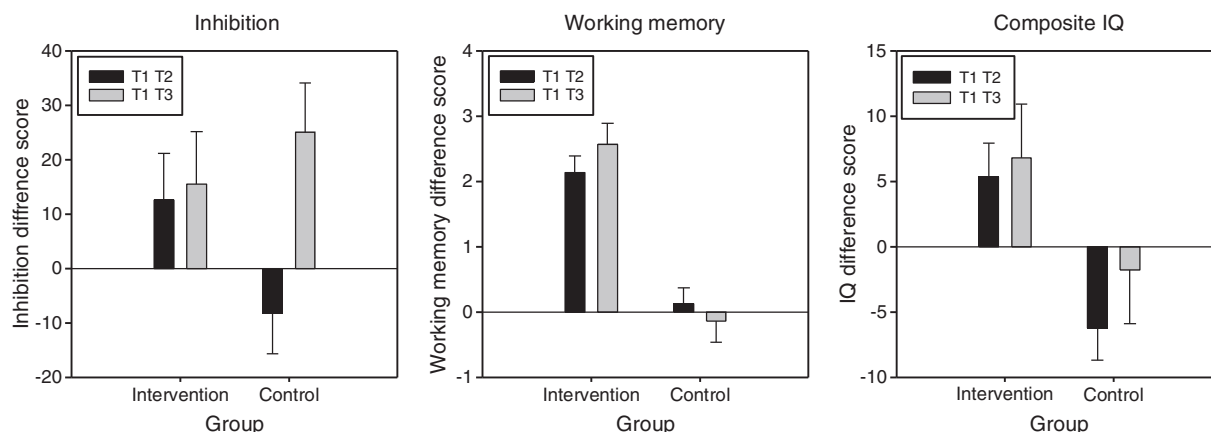 Inhibition
40
30
20
10
0
-10
-20
Inhibition diffrence score
T1 T2
T1 T3
Intervention
Control
Group
Working memory
4
3
2
1
0
-1
Working memory difference score
T1 T2
T1 T3
Intervention
Control
Group
Composite IQ
15
10
5
0
-5
-10
IQ difference score
T1 T2
T1 T3
Intervention
Control
Group